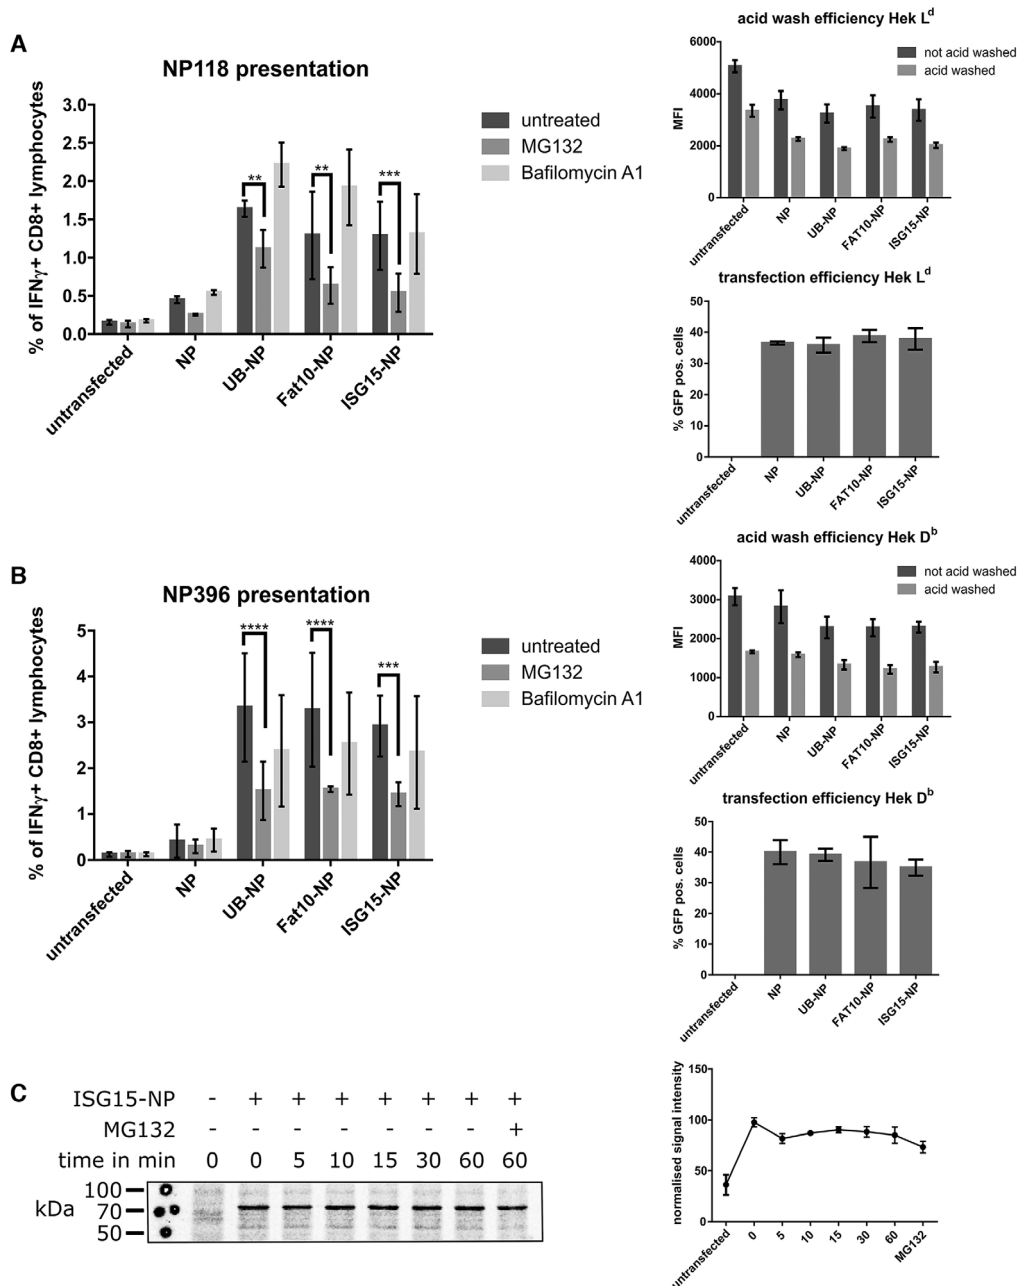 A
NP118 presentation
% of IFNγ+ CD8+ lymphocytes
3.0
2.5
2.0
1.5
1.0
0.5
0.0
** ** ***
untransfected NP UB-NP Fat10-NP ISG15-NP
untreated
MG132
Bafilomycin A1
acid wash efficiency Hek Lᵈ
MFI
6000
4000
2000
0
untransfected NP UB-NP FAT10-NP ISG15-NP
not acid washed
acid washed
transfection efficiency Hek Lᵈ
% GFP pos. cells
50
40
30
20
10
0
untransfected NP UB-NP FAT10-NP ISG15-NP
B
NP396 presentation
% of IFNγ+ CD8+ lymphocytes
5
4
3
2
1
0
**** **** ***
untransfected NP UB-NP Fat10-NP ISG15-NP
untreated
MG132
Bafilomycin A1
acid wash efficiency Hek Dᵇ
MFI
4000
3000
2000
1000
0
untransfected NP UB-NP FAT10-NP ISG15-NP
not acid washed
acid washed
transfection efficiency Hek Dᵇ
% GFP pos. cells
50
40
30
20
10
0
untransfected NP UB-NP FAT10-NP ISG15-NP
C
ISG15-NP - + + + + + + +
MG132 - - - - - - - +
time in min 0 0 5 10 15 30 60 60
kDa
100
70
50
normalised signal intensity
150
100
50
0
untransfected 0 5 10 15 30 60 MG132